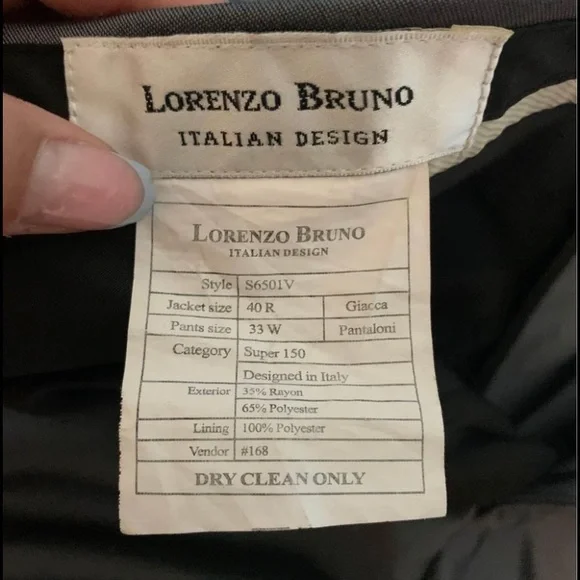 LORENZO BRUNO
ITALIAN DESIGN
LORENZO BRUNO
ITALIAN DESIGN
Style S6501V
Jacket size 40 R Giacca
Pants size 33 W Pantaloni
Category Super 150
Designed in Italy
Exterior 35% Rayon
65% Polyester
Lining 100% Polyester
Vendor #168
DRY CLEAN ONLY